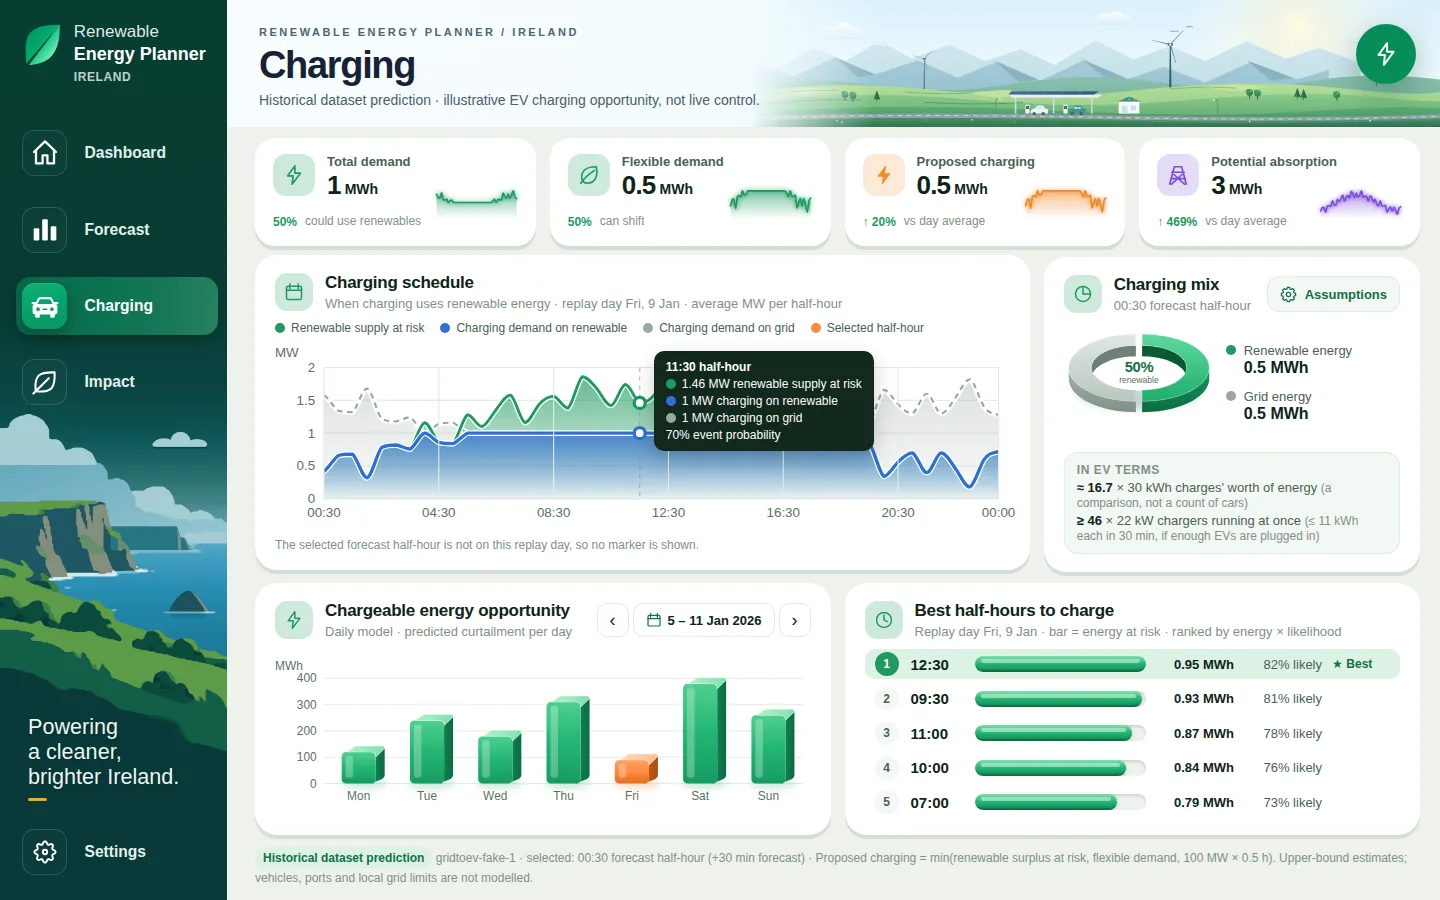 Renewable
Energy Planner
IRELAND
Dashboard
Forecast
Charging
Impact
Powering
a cleaner,
brighter Ireland.
Settings
RENEWABLE ENERGY PLANNER / IRELAND
Charging
Historical dataset prediction · illustrative EV charging opportunity, not live control.
Total demand
1 MWh
50% could use renewables
Flexible demand
0.5 MWh
50% can shift
Proposed charging
0.5 MWh
↑ 20% vs day average
Potential absorption
3 MWh
↑ 469% vs day average
Charging schedule
When charging uses renewable energy · replay day Fri, 9 Jan · average MW per half-hour
Renewable supply at risk
Charging demand on renewable
Charging demand on grid
Selected half-hour
MW
2
1.5
1
0.5
0
00:30
04:30
08:30
12:30
16:30
20:30
00:00
11:30 half-hour
1.46 MW renewable supply at risk
1 MW charging on renewable
1 MW charging on grid
70% event probability
The selected forecast half-hour is not on this replay day, so no marker is shown.
Charging mix
00:30 forecast half-hour
Assumptions
50%
renewable
Renewable energy
0.5 MWh
Grid energy
0.5 MWh
IN EV TERMS
≈ 16.7 × 30 kWh charges' worth of energy (a
comparison, not a count of cars)
≥ 46 × 22 kW chargers running at once (≤ 11 kWh
each in 30 min, if enough EVs are plugged in)
Chargeable energy opportunity
Daily model · predicted curtailment per day
‹
5 – 11 Jan 2026
›
MWh
400
300
200
100
0
Mon
Tue
Wed
Thu
Fri
Sat
Sun
Best half-hours to charge
Replay day Fri, 9 Jan · bar = energy at risk · ranked by energy × likelihood
1 12:30 0.95 MWh 82% likely ★ Best
2 09:30 0.93 MWh 81% likely
3 11:00 0.87 MWh 78% likely
4 10:00 0.84 MWh 76% likely
5 07:00 0.79 MWh 73% likely
Historical dataset prediction gridtoev-fake-1 · selected: 00:30 forecast half-hour (+30 min forecast) · Proposed charging = min(renewable surplus at risk, flexible demand, 100 MW × 0.5 h). Upper-bound estimates;
vehicles, ports and local grid limits are not modelled.